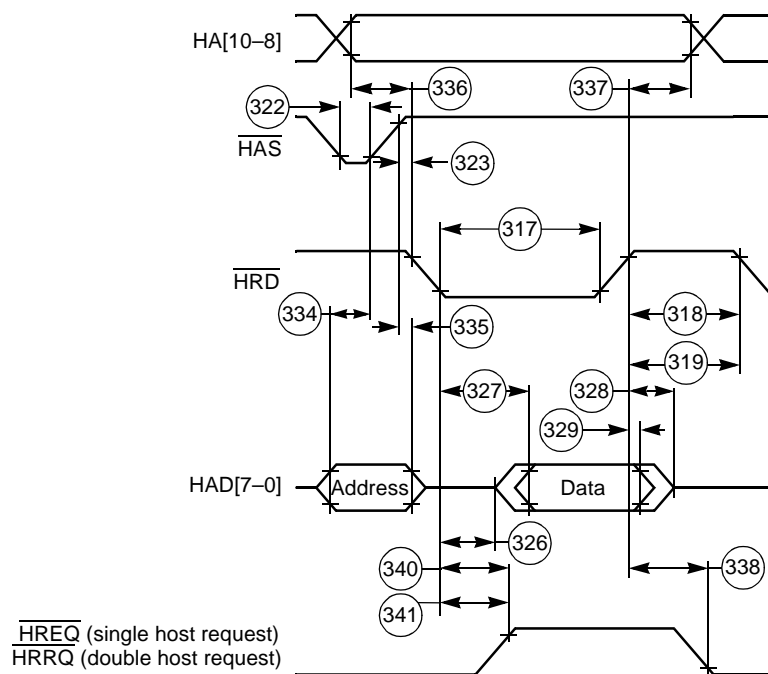 HA[10–8]
336
337
322
HAS
323
317
HRD
334
335
318
319
327
328
329
HAD[7–0]
Address
Data
326
340
338
341
HREQ (single host request)
HRRQ (double host request)